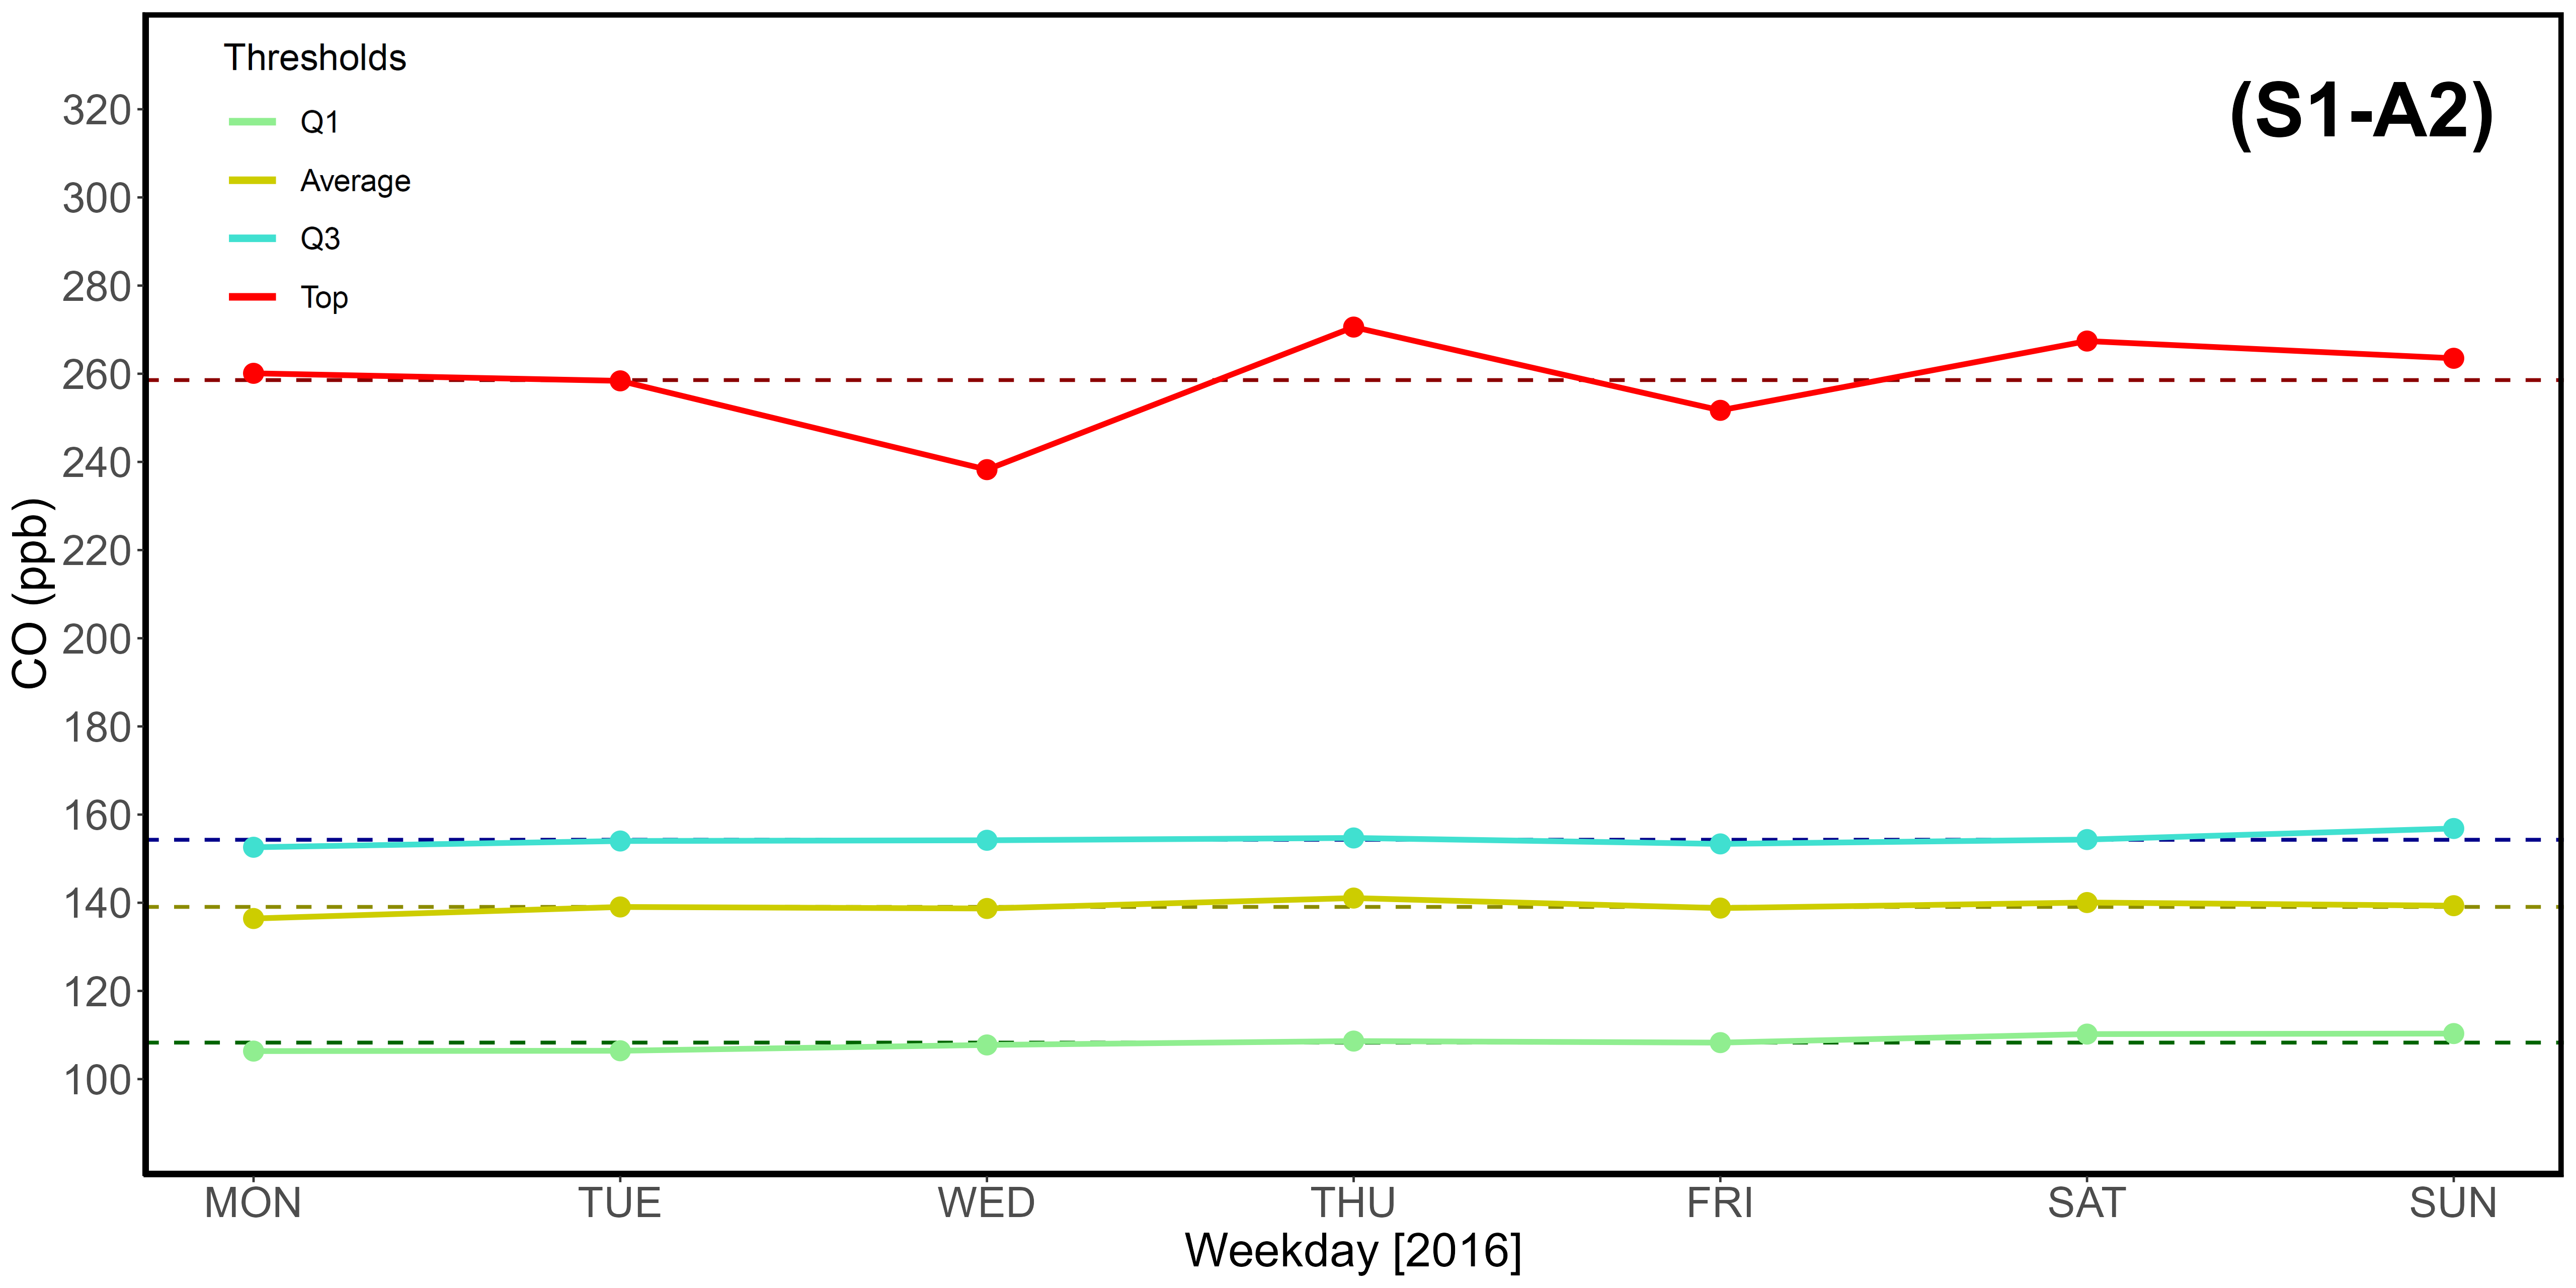 Thresholds
Q1
Average
Q3
Top
(S1-A2)
CO (ppb)
320
300
280
260
240
220
200
180
160
140
120
100
MON TUE WED THU FRI SAT SUN
Weekday [2016]